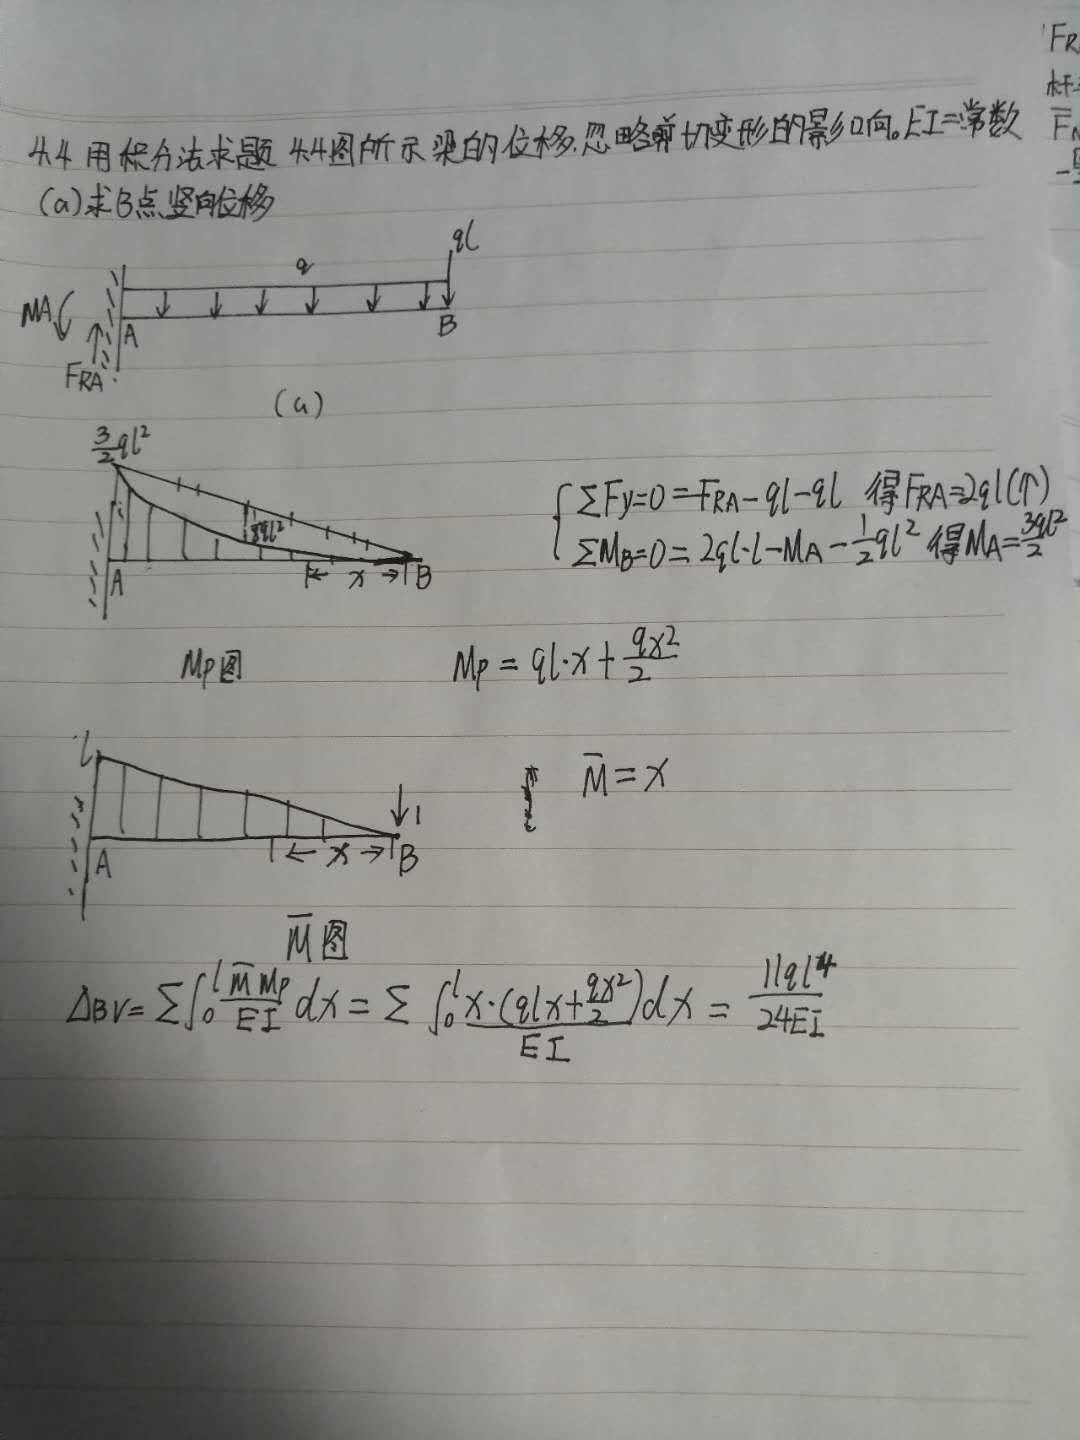 4.4 用积分法求题 4.4图所示梁的位移.忽略剪切变形的影响。EI=常数
(a)求B点竖向位移
ql
q
MA
A
B
FRA
(a)
3/2 ql²
1/8 ql²
A
x
B
ΣFy=0=FRA-ql-ql 得FRA=2ql(↑)
ΣMB=0=2ql·l-MA-1/2 ql² 得MA=3ql²/2
Mp图
Mp=ql·x+qx²/2
l
1
A
x
B
M̅=x
M̅图
ΔBV=Σ∫₀ˡ M̅Mp/EI dx=Σ∫₀ˡ x·(qlx+qx²/2)/EI dx=11ql⁴/24EI